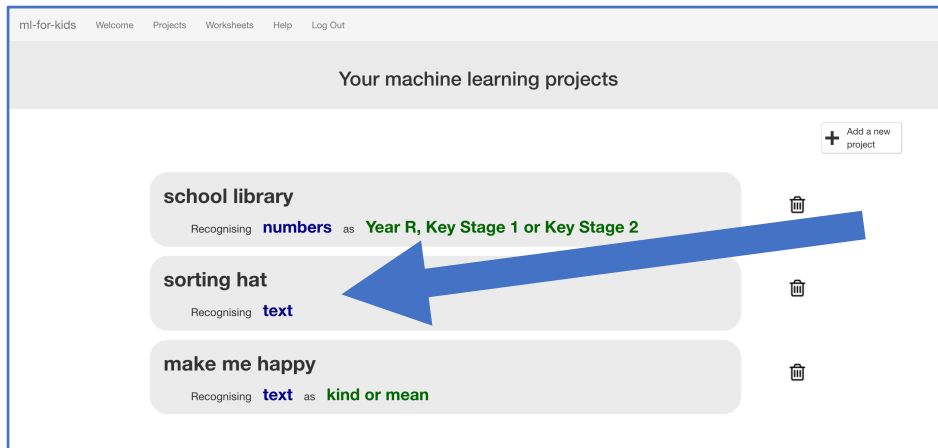 ml-for-kids Welcome Projects Worksheets Help Log Out
Your machine learning projects
Add a new
project
school library
Recognising numbers as Year R, Key Stage 1 or Key Stage 2
sorting hat
Recognising text
make me happy
Recognising text as kind or mean